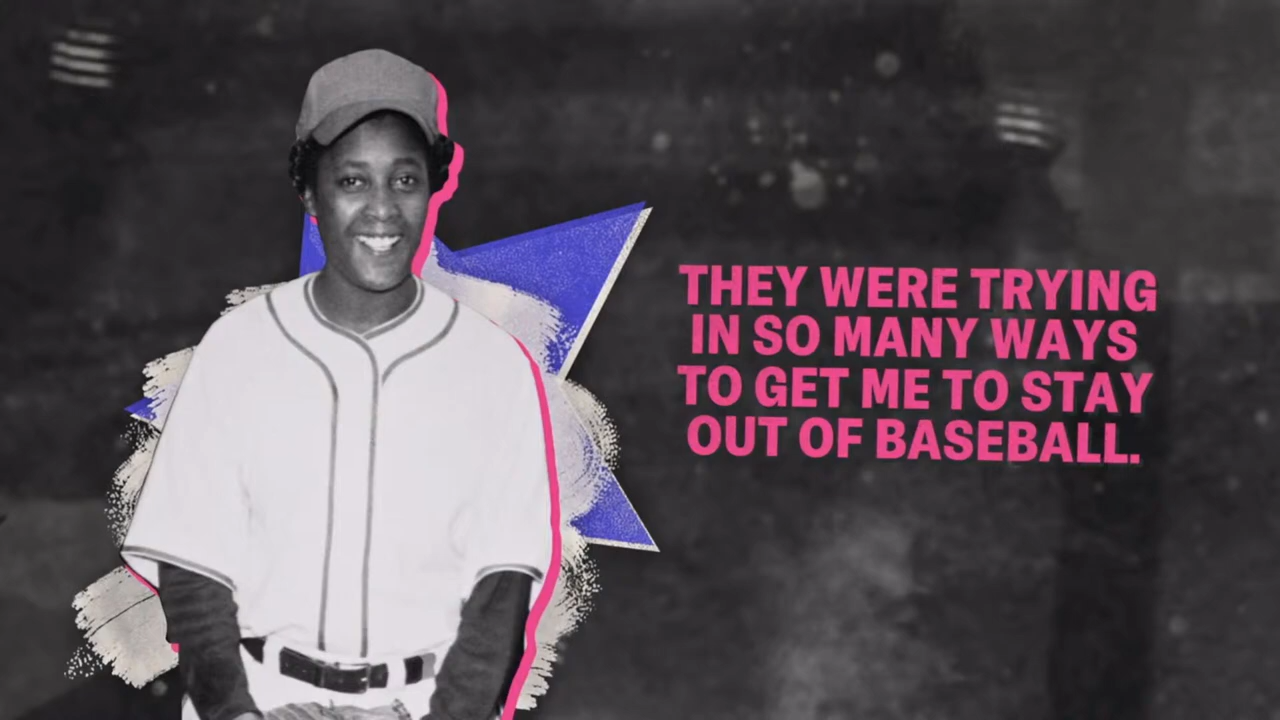 THEY WERE TRYING
IN SO MANY WAYS
TO GET ME TO STAY
OUT OF BASEBALL.